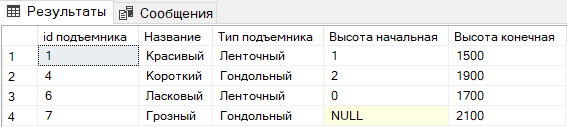 Результаты Сообщения
id подъемника Название Тип подъемника Высота начальная Высота конечная
1 1 Красивый Ленточный 1 1500
2 4 Короткий Гондольный 2 1900
3 6 Ласковый Ленточный 0 1700
4 7 Грозный Гондольный NULL 2100